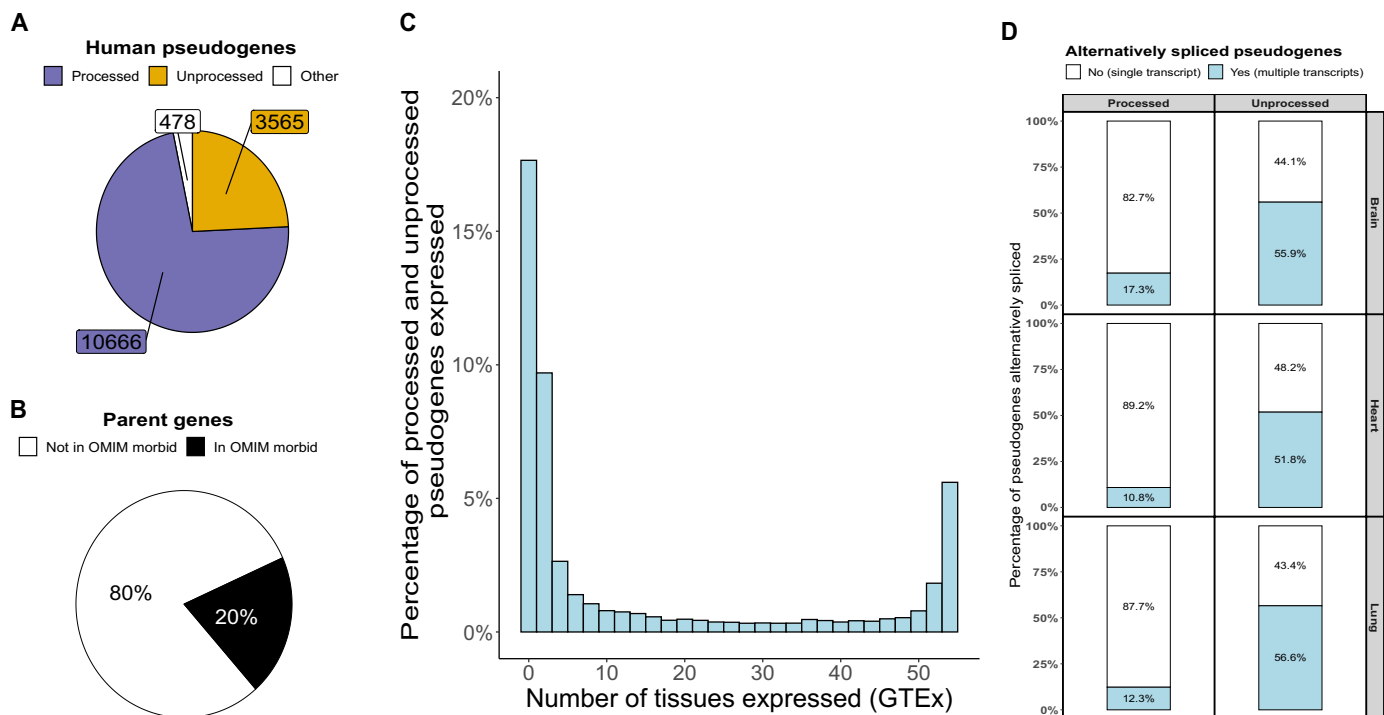 A
Human pseudogenes
Processed Unprocessed Other
478
3565
10666
B
Parent genes
Not in OMIM morbid In OMIM morbid
80%
20%
C
Percentage of processed and unprocessed
pseudogenes expressed
20%
15%
10%
5%
0%
0 10 20 30 40 50
Number of tissues expressed (GTEx)
D
Alternatively spliced pseudogenes
No (single transcript) Yes (multiple transcripts)
Processed Unprocessed
Percentage of pseudogenes alternatively spliced
100%
75%
50%
25%
0%
82.7%
17.3%
44.1%
55.9%
Brain
100%
75%
50%
25%
0%
89.2%
10.8%
48.2%
51.8%
Heart
100%
75%
50%
25%
0%
87.7%
12.3%
43.4%
56.6%
Lung